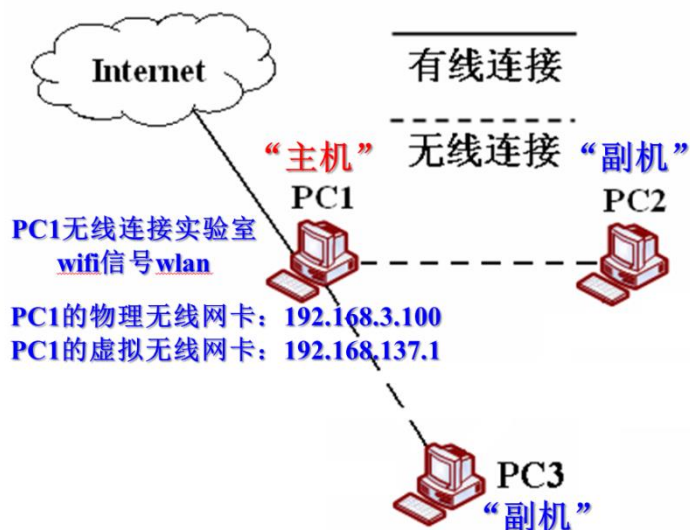 Internet
有线连接
无线连接
“主机”
PC1
“副机”
PC2
PC1无线连接实验室
wifi信号wlan
PC1的物理无线网卡：192.168.3.100
PC1的虚拟无线网卡：192.168.137.1
PC3
“副机”